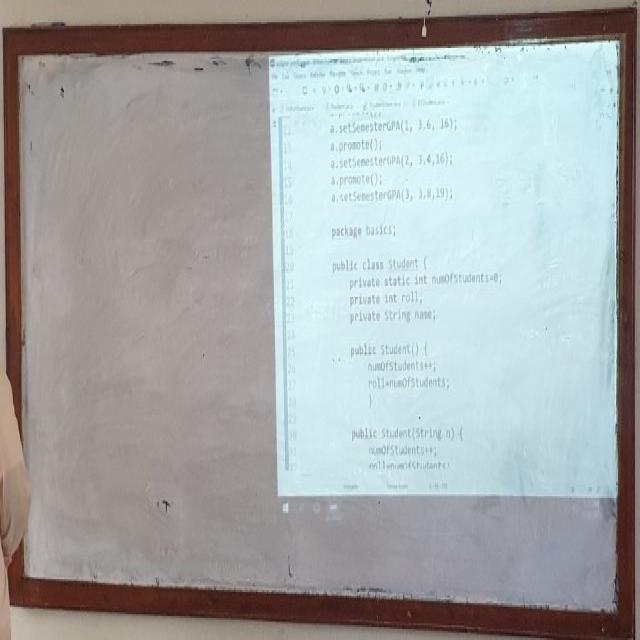 a.setSemesterGPA(1, 3.6, 16);
a.promote();
a.setSemesterGPA(2, 3.4,16);
a.promote();
a.setSemesterGPA(3, 3.8,19);
package basics;
public class Student {
private static int numOfStudents=0;
private int roll;
private String name;
public Student() {
numOfStudents++;
roll=numOfStudents;
}
public Student(String n) {
numOfStudents++;
roll=numOfStudents;